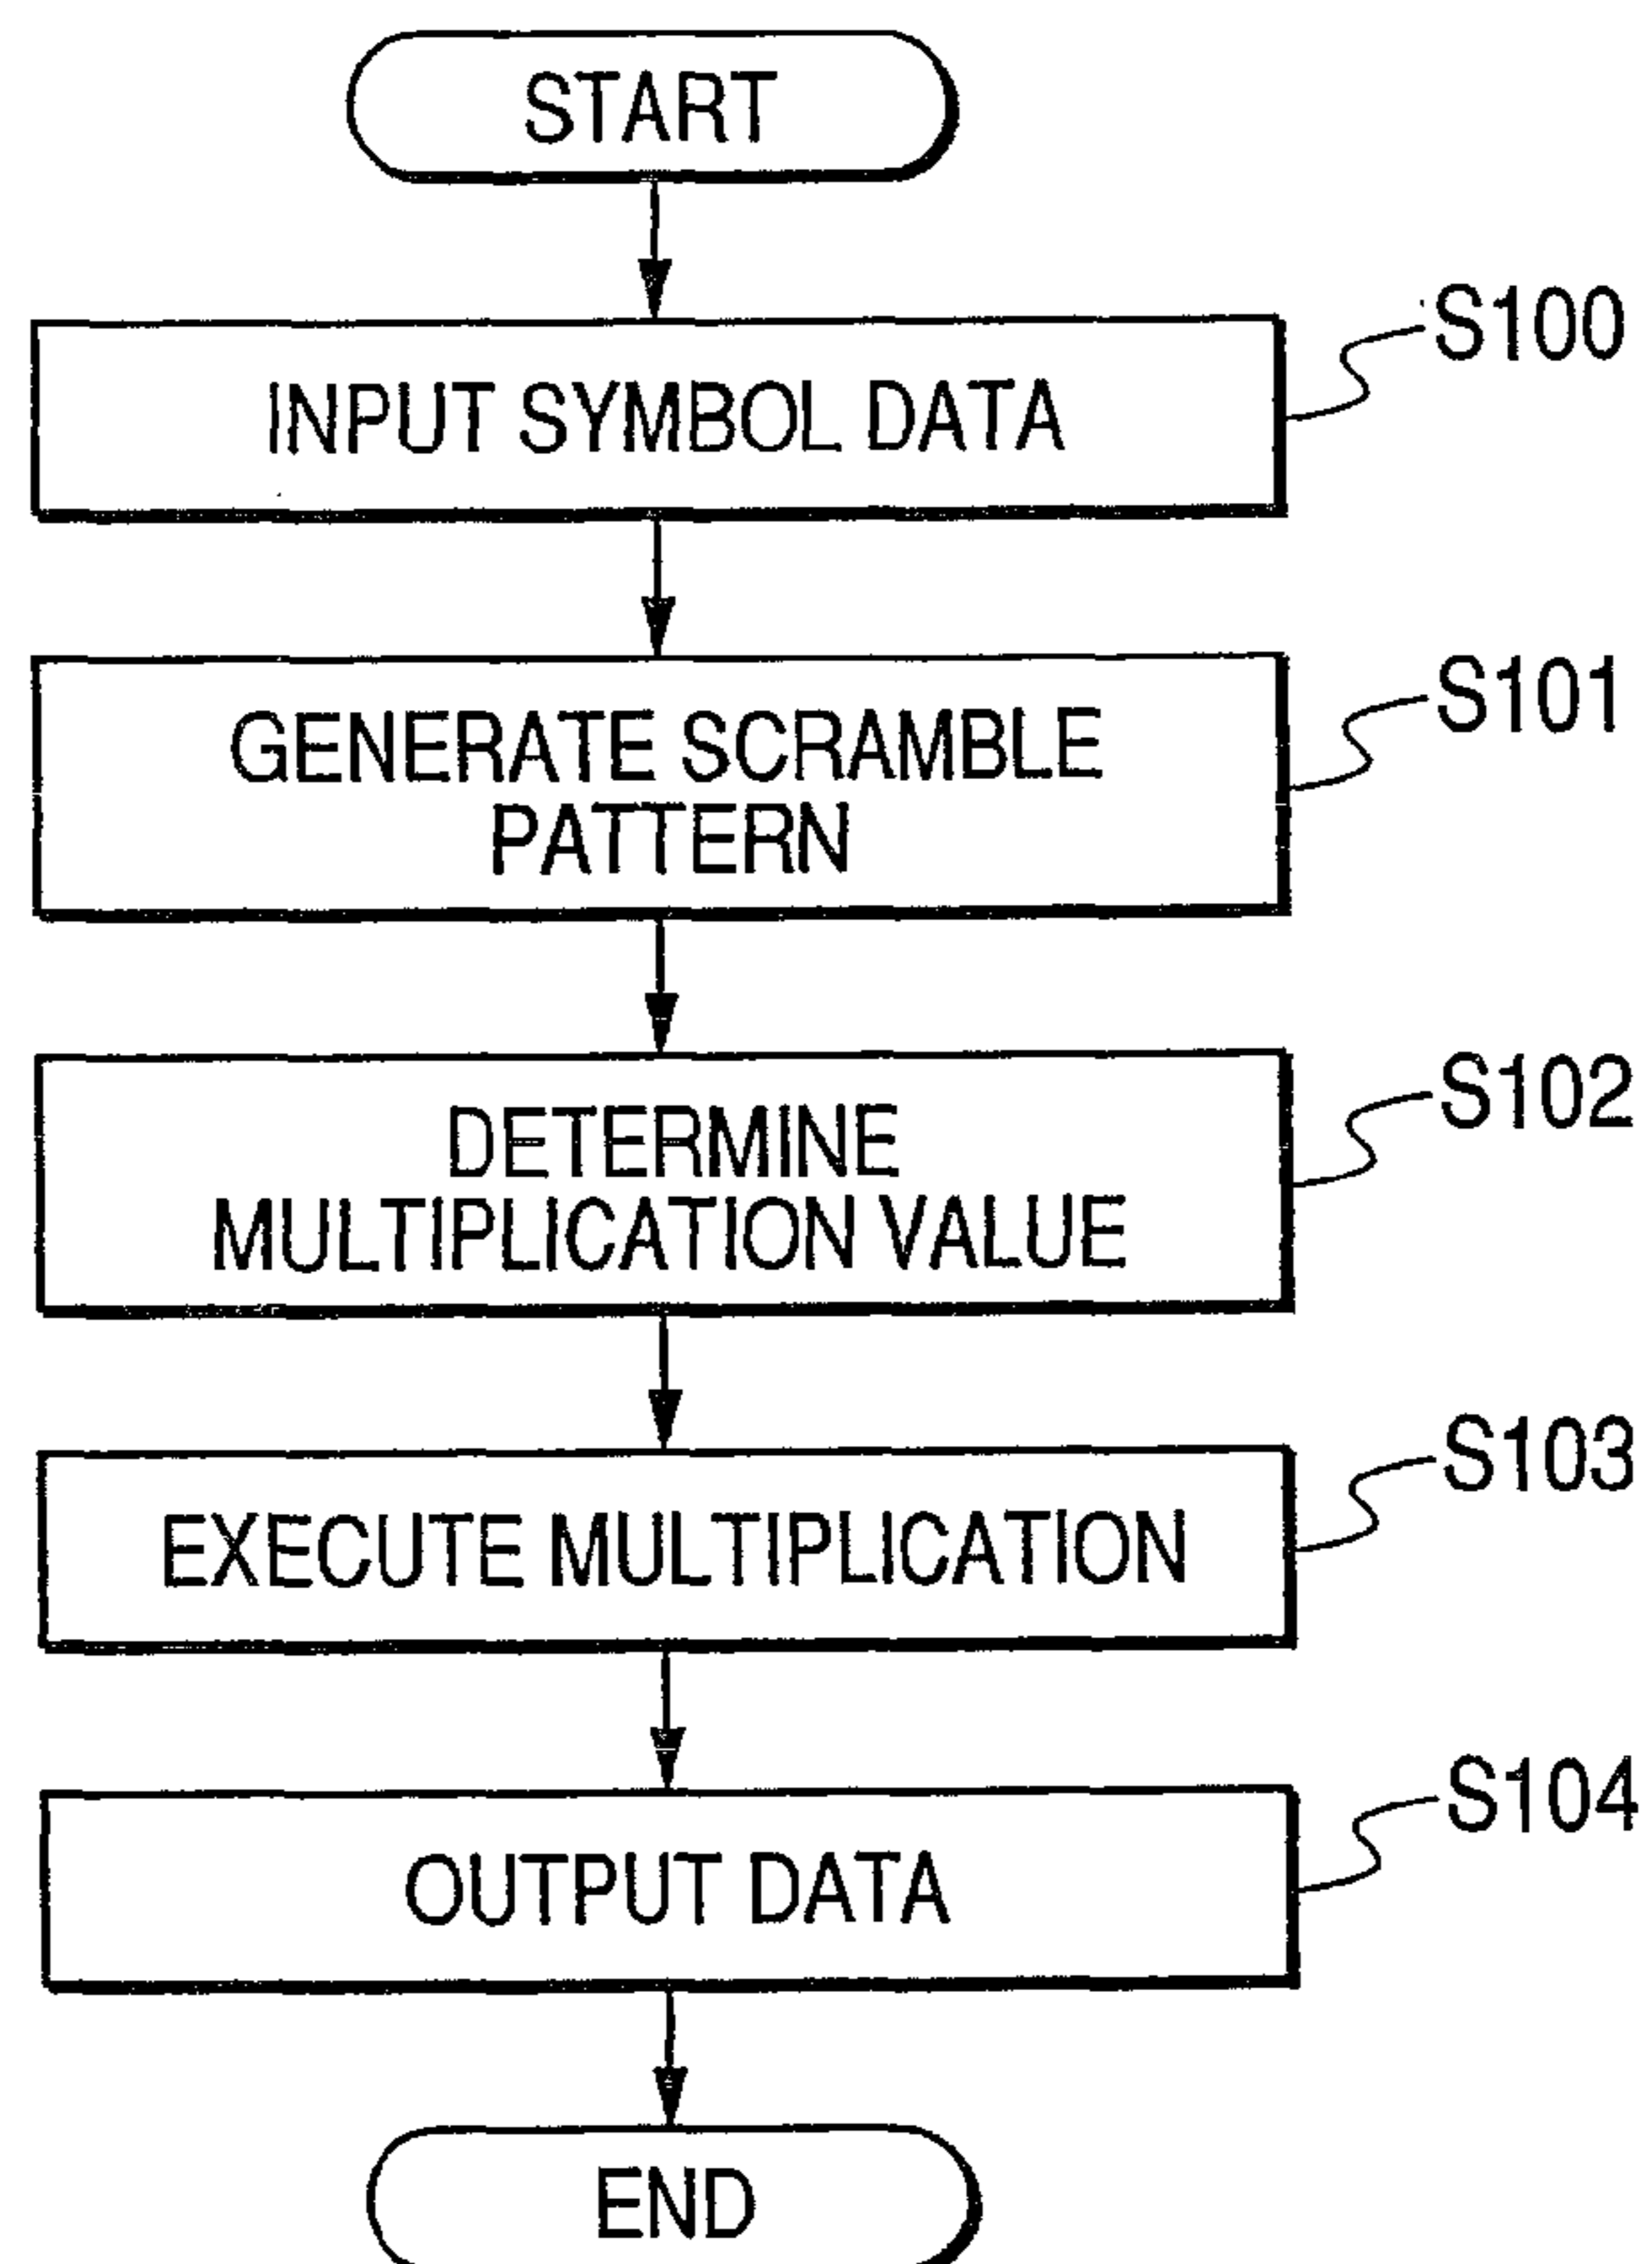 START
S100
INPUT SYMBOL DATA
S101
GENERATE SCRAMBLE
PATTERN
S102
DETERMINE
MULTIPLICATION VALUE
S103
EXECUTE MULTIPLICATION
S104
OUTPUT DATA
END